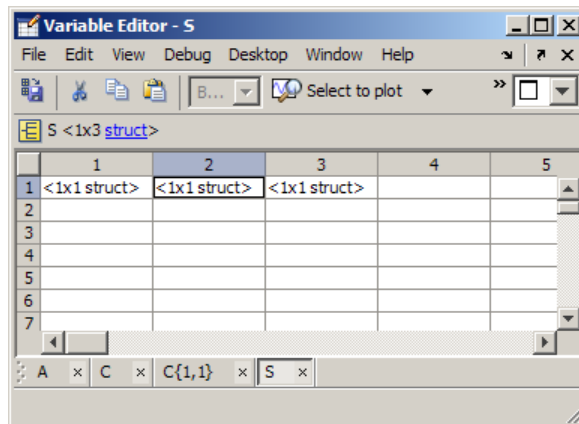 Variable Editor - S
File Edit View Debug Desktop Window Help
B... Select to plot »
S <1x3 struct>
1 2 3 4 5
1 <1x1 struct> <1x1 struct> <1x1 struct>
2
3
4
5
6
7
A × C × C{1,1} × S ×